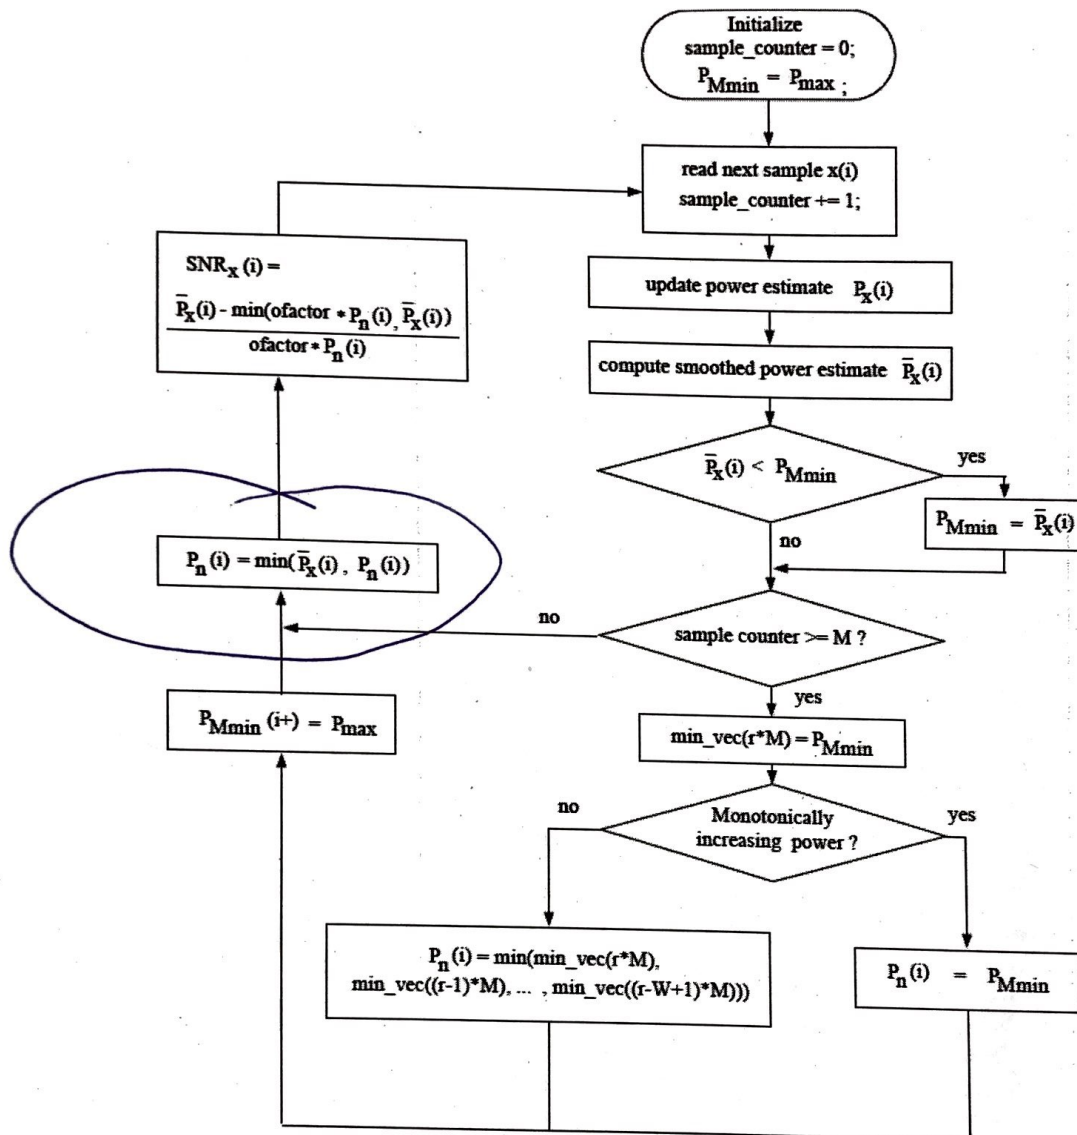 Initialize
sample_counter = 0;
P_Mmin = P_max ;
read next sample x(i)
sample_counter += 1;
update power estimate P_x(i)
compute smoothed power estimate P̅_x(i)
P̅_x(i) < P_Mmin
yes
P_Mmin = P̅_x(i)
no
sample counter >= M ?
no
yes
min_vec(r*M) = P_Mmin
Monotonically
increasing power ?
no
yes
P_n(i) = min(min_vec(r*M),
min_vec((r-1)*M), ... , min_vec((r-W+1)*M)))
P_n(i) = P_Mmin
P_Mmin (i+) = P_max
P_n(i) = min(P̅_x(i) , P_n(i))
SNR_x (i) =
P̅_x(i) - min(ofactor * P_n(i), P̅_x(i))
ofactor * P_n(i)